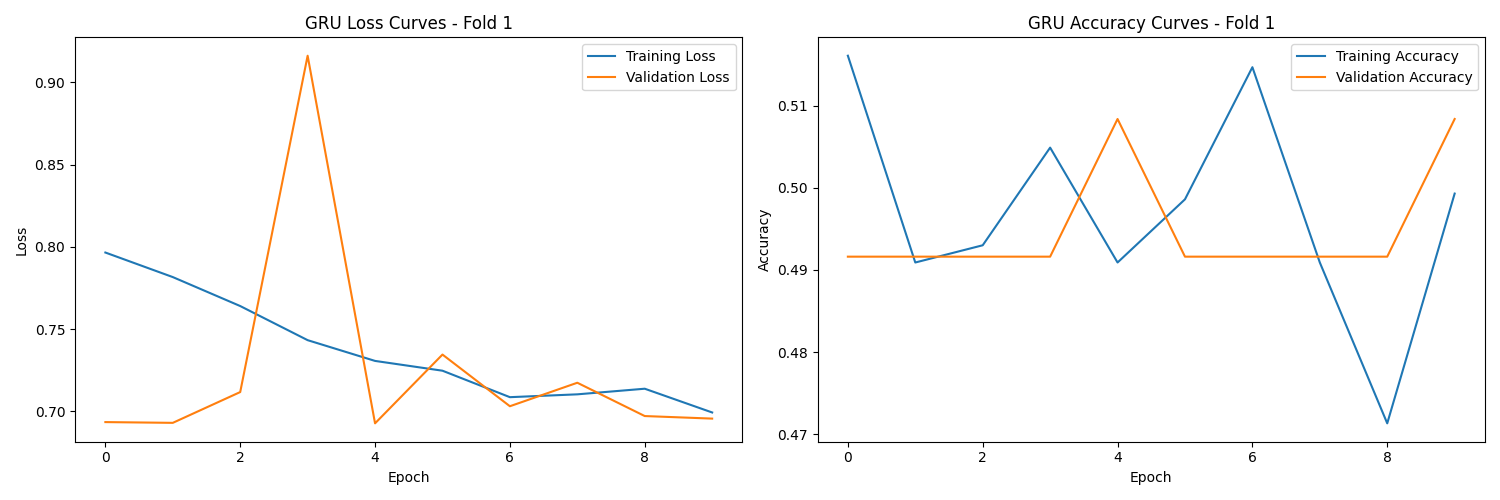 GRU Loss Curves - Fold 1
Training Loss
Validation Loss
0.90
0.85
0.80
0.75
0.70
Loss
0 2 4 6 8
Epoch
GRU Accuracy Curves - Fold 1
Training Accuracy
Validation Accuracy
0.51
0.50
0.49
0.48
0.47
Accuracy
0 2 4 6 8
Epoch